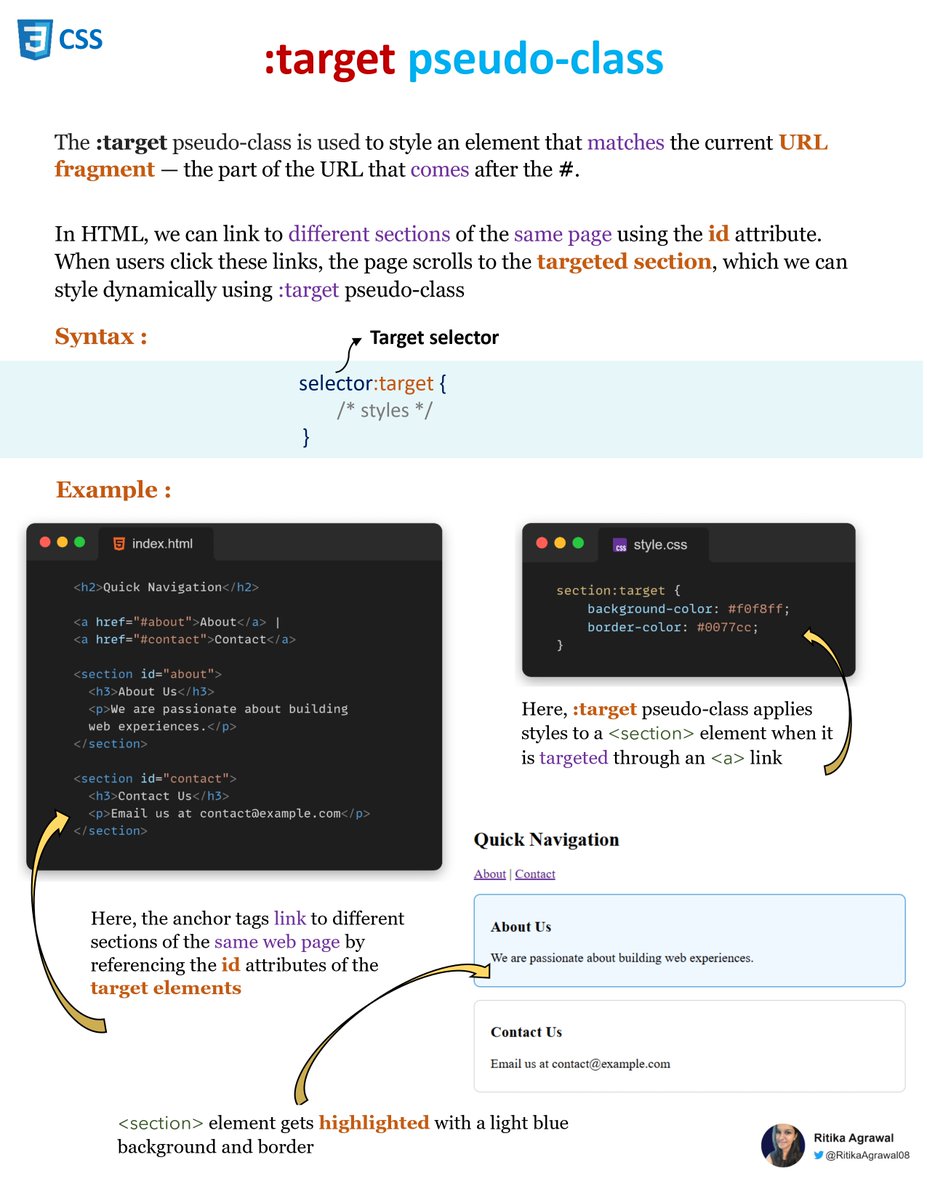 CSS
:target pseudo-class
The :target pseudo-class is used to style an element that matches the current URL
fragment — the part of the URL that comes after the #.
In HTML, we can link to different sections of the same page using the id attribute.
When users click these links, the page scrolls to the targeted section, which we can
style dynamically using :target pseudo-class
Syntax :
Target selector
selector:target {
/* styles */
}
Example :
index.html
<h2>Quick Navigation</h2>
<a href="#about">About</a> |
<a href="#contact">Contact</a>
<section id="about">
<h3>About Us</h3>
<p>We are passionate about building
web experiences.</p>
</section>
<section id="contact">
<h3>Contact Us</h3>
<p>Email us at contact@example.com</p>
</section>
style.css
section:target {
background-color: #f0f8ff;
border-color: #0077cc;
}
Here, :target pseudo-class applies
styles to a <section> element when it
is targeted through an <a> link
Here, the anchor tags link to different
sections of the same web page by
referencing the id attributes of the
target elements
Quick Navigation
About | Contact
About Us
We are passionate about building web experiences.
Contact Us
Email us at contact@example.com
<section> element gets highlighted with a light blue
background and border
Ritika Agrawal
@RitikaAgrawal08